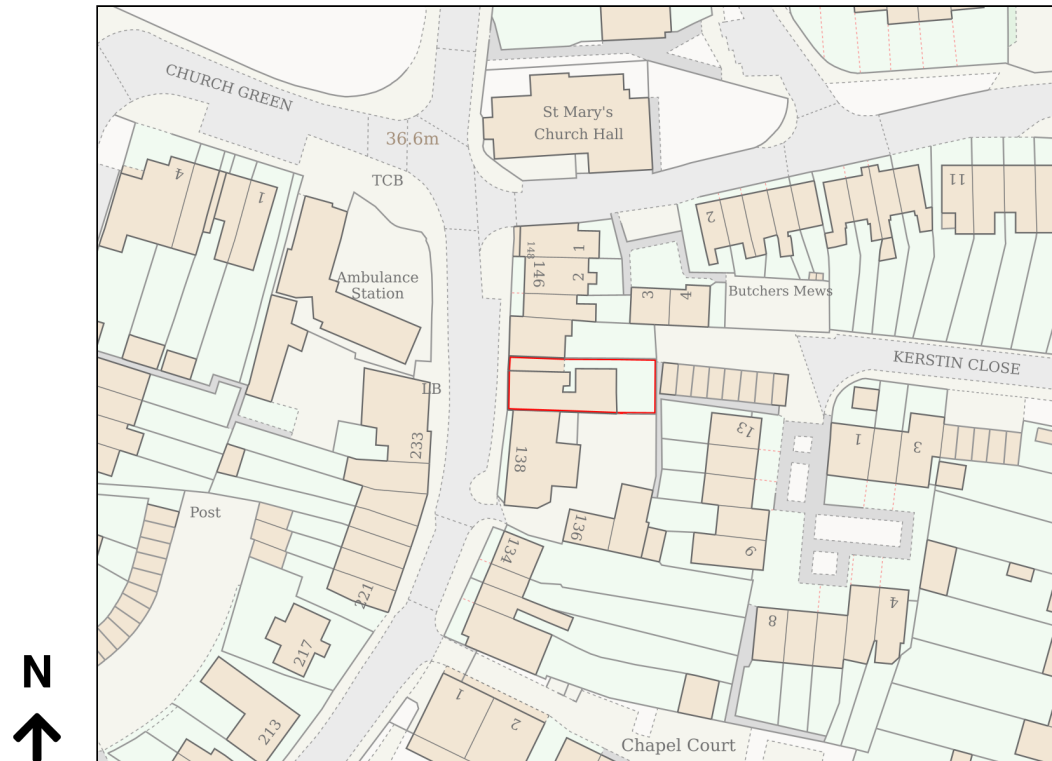 CHURCH GREEN
36.6m
TCB
St Mary's
Church Hall
4
1
2
11
Ambulance
Station
148
146
1
2
3
4
Butchers Mews
KERSTIN CLOSE
LB
233
138
13
1
3
Post
136
9
134
221
217
213
8
4
1
2
Chapel Court
N